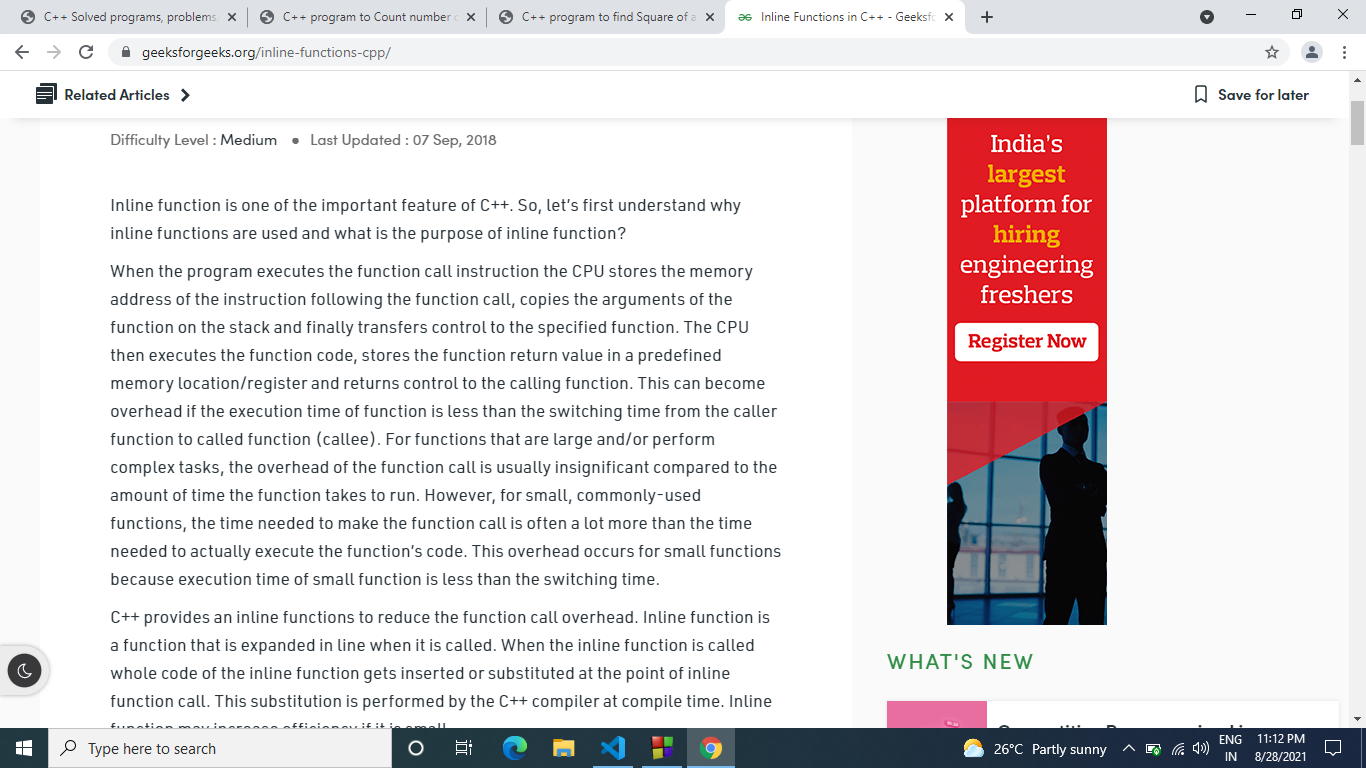 C++ Solved programs, problems,
C++ program to Count number o
C++ program to find Square of a
Inline Functions in C++ - Geeksfo
geeksforgeeks.org/inline-functions-cpp/
Related Articles
Save for later
Difficulty Level : Medium ● Last Updated : 07 Sep, 2018
Inline function is one of the important feature of C++. So, let’s first understand why
inline functions are used and what is the purpose of inline function?
When the program executes the function call instruction the CPU stores the memory
address of the instruction following the function call, copies the arguments of the
function on the stack and finally transfers control to the specified function. The CPU
then executes the function code, stores the function return value in a predefined
memory location/register and returns control to the calling function. This can become
overhead if the execution time of function is less than the switching time from the caller
function to called function (callee). For functions that are large and/or perform
complex tasks, the overhead of the function call is usually insignificant compared to the
amount of time the function takes to run. However, for small, commonly-used
functions, the time needed to make the function call is often a lot more than the time
needed to actually execute the function’s code. This overhead occurs for small functions
because execution time of small function is less than the switching time.
C++ provides an inline functions to reduce the function call overhead. Inline function is
a function that is expanded in line when it is called. When the inline function is called
whole code of the inline function gets inserted or substituted at the point of inline
function call. This substitution is performed by the C++ compiler at compile time. Inline
function may increase efficiency if it is small.
India's
largest
platform for
hiring
engineering
freshers
Register Now
WHAT'S NEW
Type here to search
26°C Partly sunny
ENG
IN
11:12 PM
8/28/2021